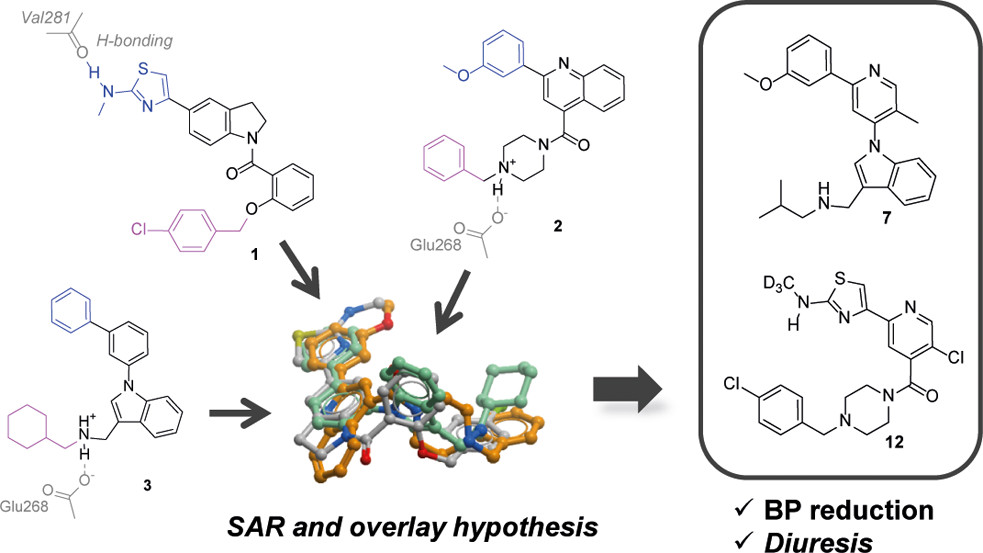 Val281
H-bonding
O
H
N
S
N
N
O
O
Cl
1
O
N
N
O
N
+
H
O
-
O
Glu268
2
N
H
+
H
O
-
O
Glu268
3
N
O
N
N
H
7
D3C
N
H
S
N
N
Cl
O
N
N
Cl
12
SAR and overlay hypothesis
✓ BP reduction
✓ Diuresis